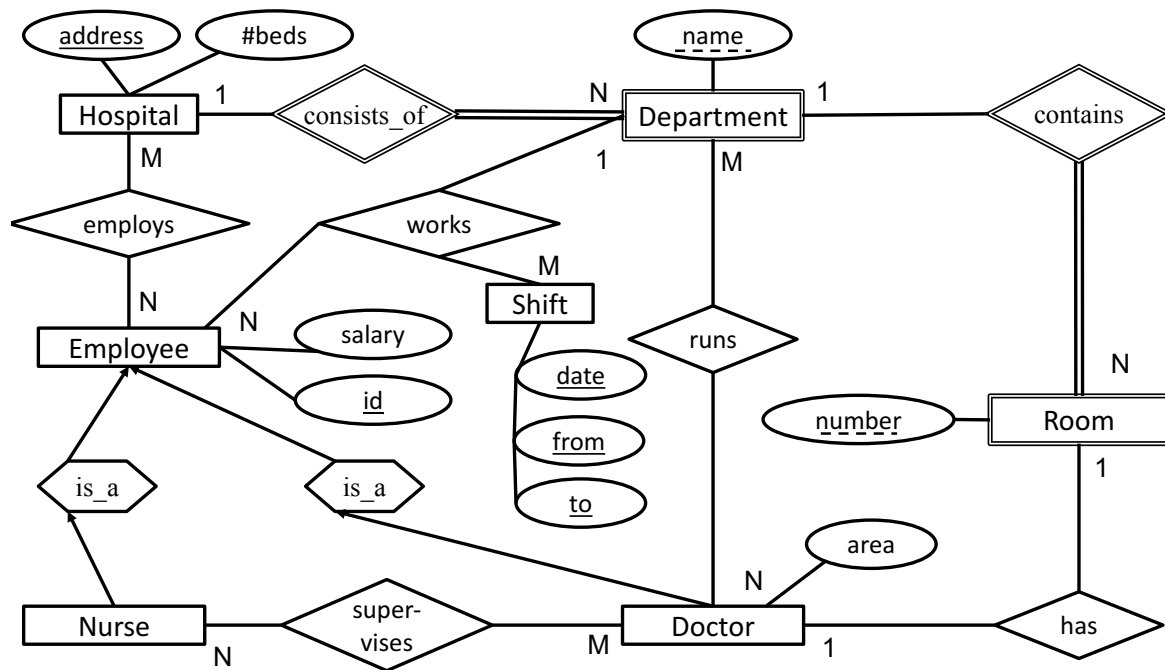 address
#beds
name
1
consists_of
N
Hospital
Department
1
contains
M
1
M
employs
works
N
M
Shift
Employee
N
salary
runs
id
date
N
number
Room
from
1
is_a
is_a
to
area
N
super-
vises
Nurse
N
M
Doctor
1
has